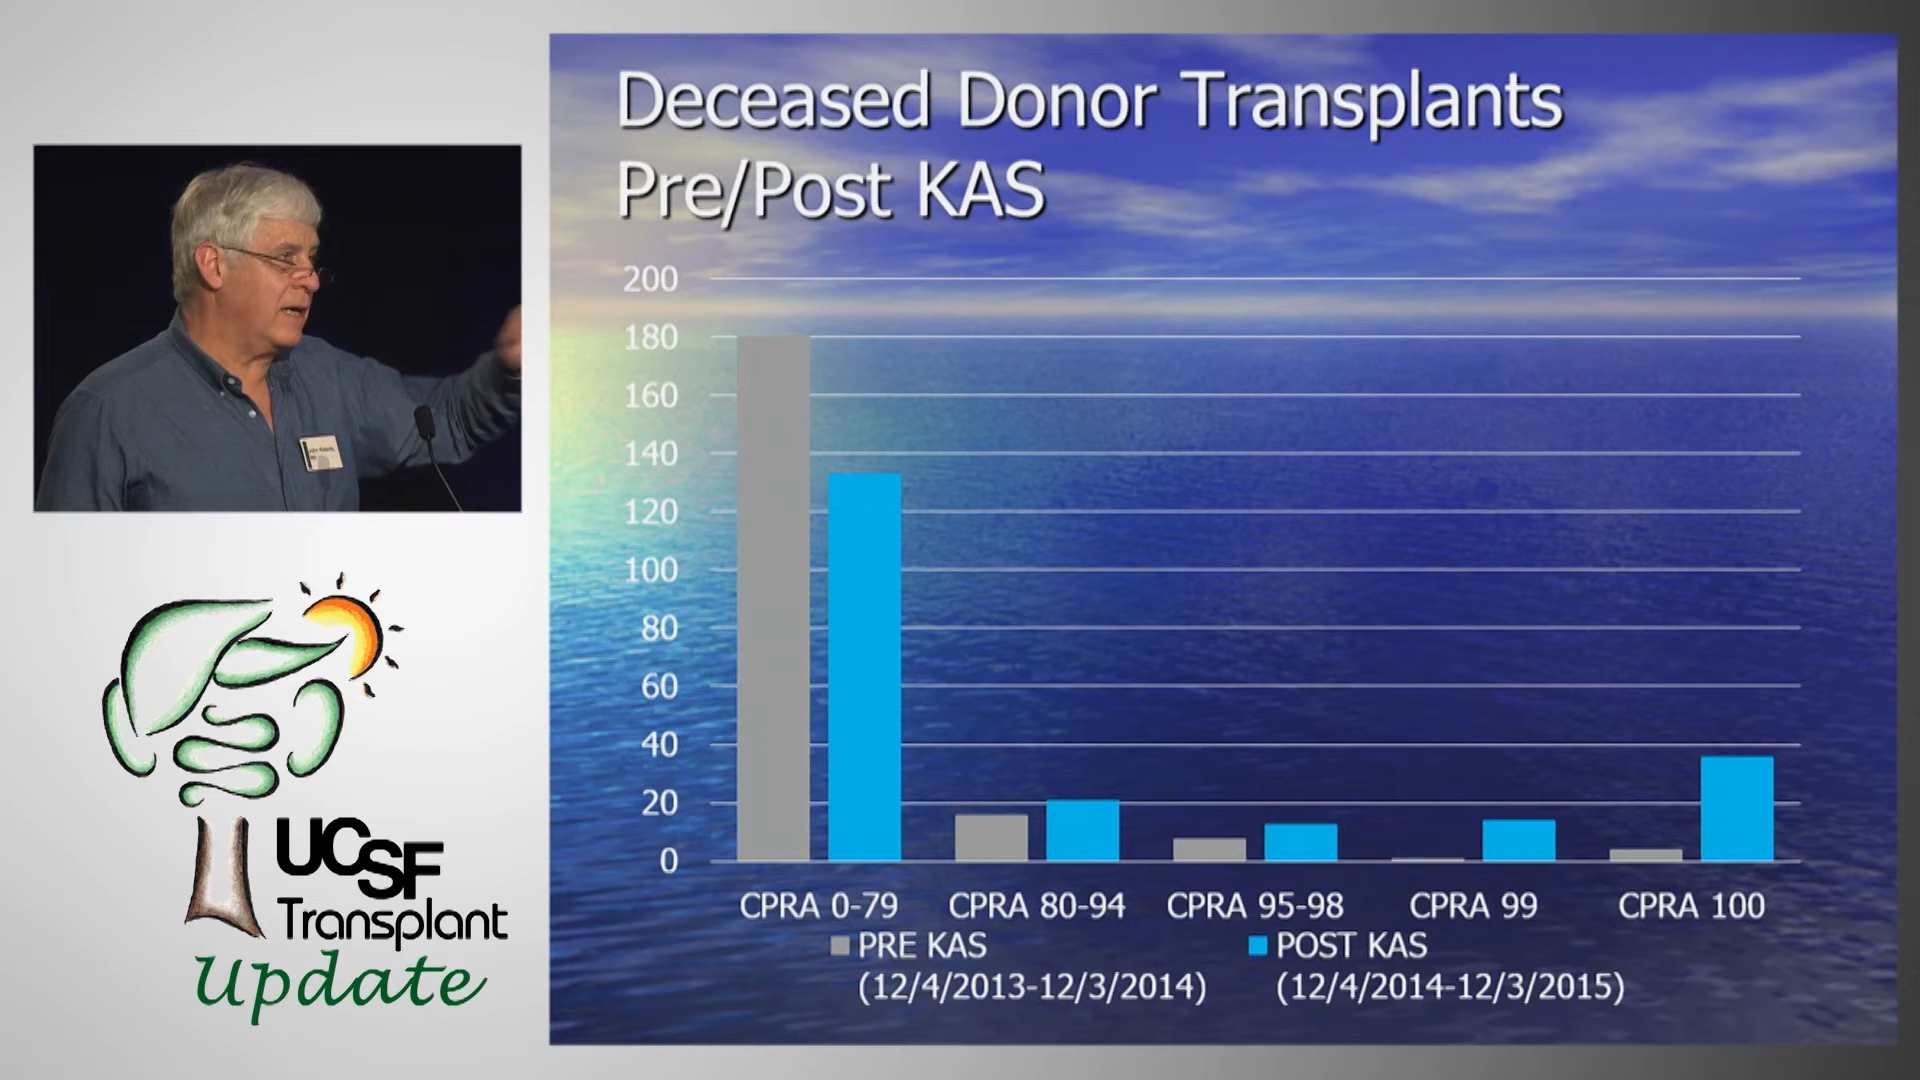 Deceased Donor Transplants
Pre/Post KAS
200
180
160
140
120
100
80
60
40
20
0
CPRA 0-79 CPRA 80-94 CPRA 95-98 CPRA 99 CPRA 100
PRE KAS POST KAS
(12/4/2013-12/3/2014) (12/4/2014-12/3/2015)
UCSF
Transplant
Update